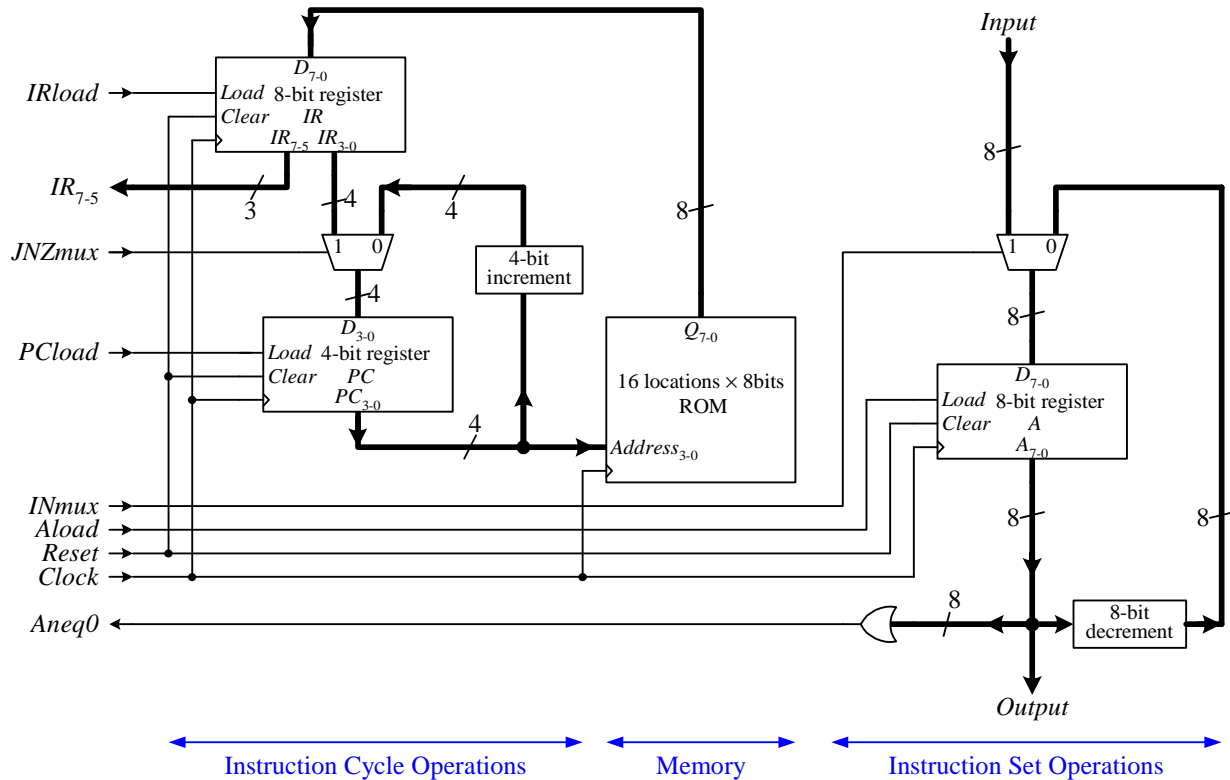 Input
D7-0
IRload
Load 8-bit register
Clear IR
IR7-5 IR3-0
8
IR7-5
3
4
4
8
JNZmux
1 0
4-bit
increment
1 0
4
8
D3-0
Q7-0
PCload
Load 4-bit register
Clear PC
PC3-0
16 locations × 8bits
ROM
D7-0
Load 8-bit register
Clear A
A7-0
4
Address3-0
INmux
Aload
Reset
Clock
8
8
Aneq0
8
8-bit
decrement
Output
Instruction Cycle Operations
Memory
Instruction Set Operations